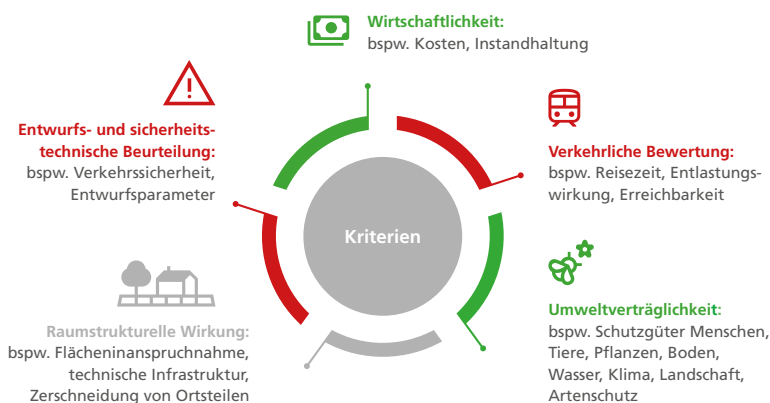 Wirtschaftlichkeit:
bspw. Kosten, Instandhaltung
Entwurfs- und sicherheits-
technische Beurteilung:
bspw. Verkehrssicherheit,
Entwurfsparameter
Verkehrliche Bewertung:
bspw. Reisezeit, Entlastungs-
wirkung, Erreichbarkeit
Kriterien
Raumstrukturelle Wirkung:
bspw. Flächeninanspruchnahme,
technische Infrastruktur,
Zerschneidung von Ortsteilen
Umweltverträglichkeit:
bspw. Schutzgüter Menschen,
Tiere, Pflanzen, Boden,
Wasser, Klima, Landschaft,
Artenschutz